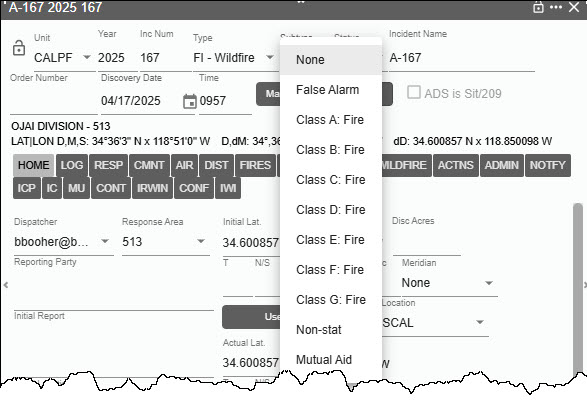 A-167 2025 167
Unit Year Inc Num Type Subtype Status Incident Name
CALPF 2025 167 FI - Wildfire A-167
Order Number Discovery Date Time
04/17/2025 0957 Ma ADS is Sit/209
OJAI DIVISION - 513
LAT|LON D,M,S: 34°36'3" N x 118°51'0" W D,dM: 34°,36. dD: 34.600857 N x 118.850098 W
HOME LOG RESP CMNT AIR DIST FIRES WILDFIRE ACTNS ADMIN NOTFY
ICP IC MU CONT IRWIN CONF IWI
Dispatcher Response Area Initial Lat. Disc Acres
bbooher@b... 513 34.600857
Reporting Party T N/S c Meridian
None
Initial Report Use Location
SCAL
Actual Lat.
34.600857 W
T N/S
None
False Alarm
Class A: Fire
Class B: Fire
Class C: Fire
Class D: Fire
Class E: Fire
Class F: Fire
Class G: Fire
Non-stat
Mutual Aid